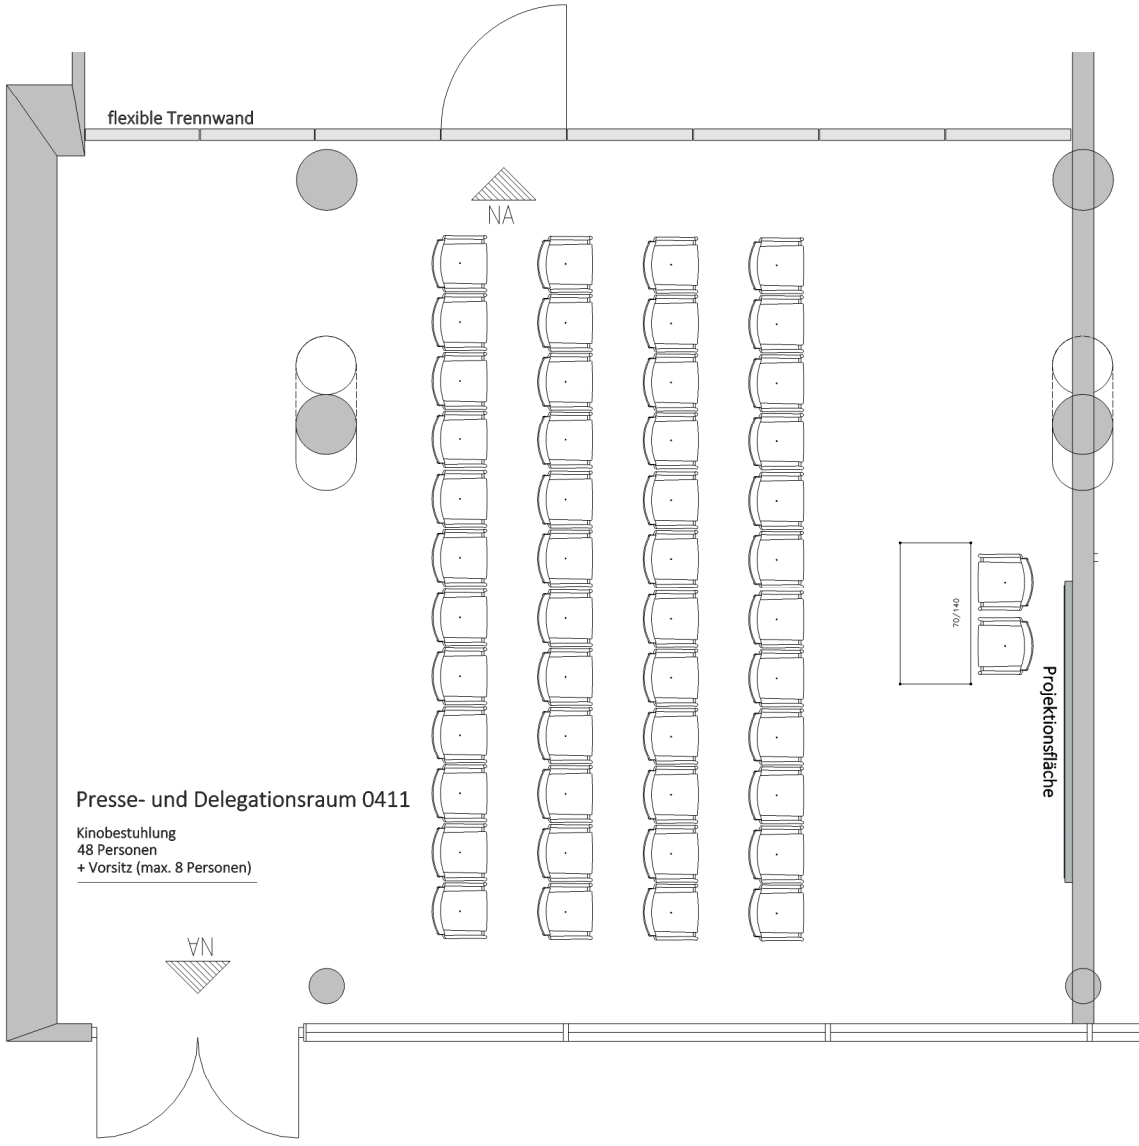 flexible Trennwand
NA
70/140
Projektionsfläche
Presse- und Delegationsraum 0411
Kinobestuhlung
48 Personen
+ Vorsitz (max. 8 Personen)
NA